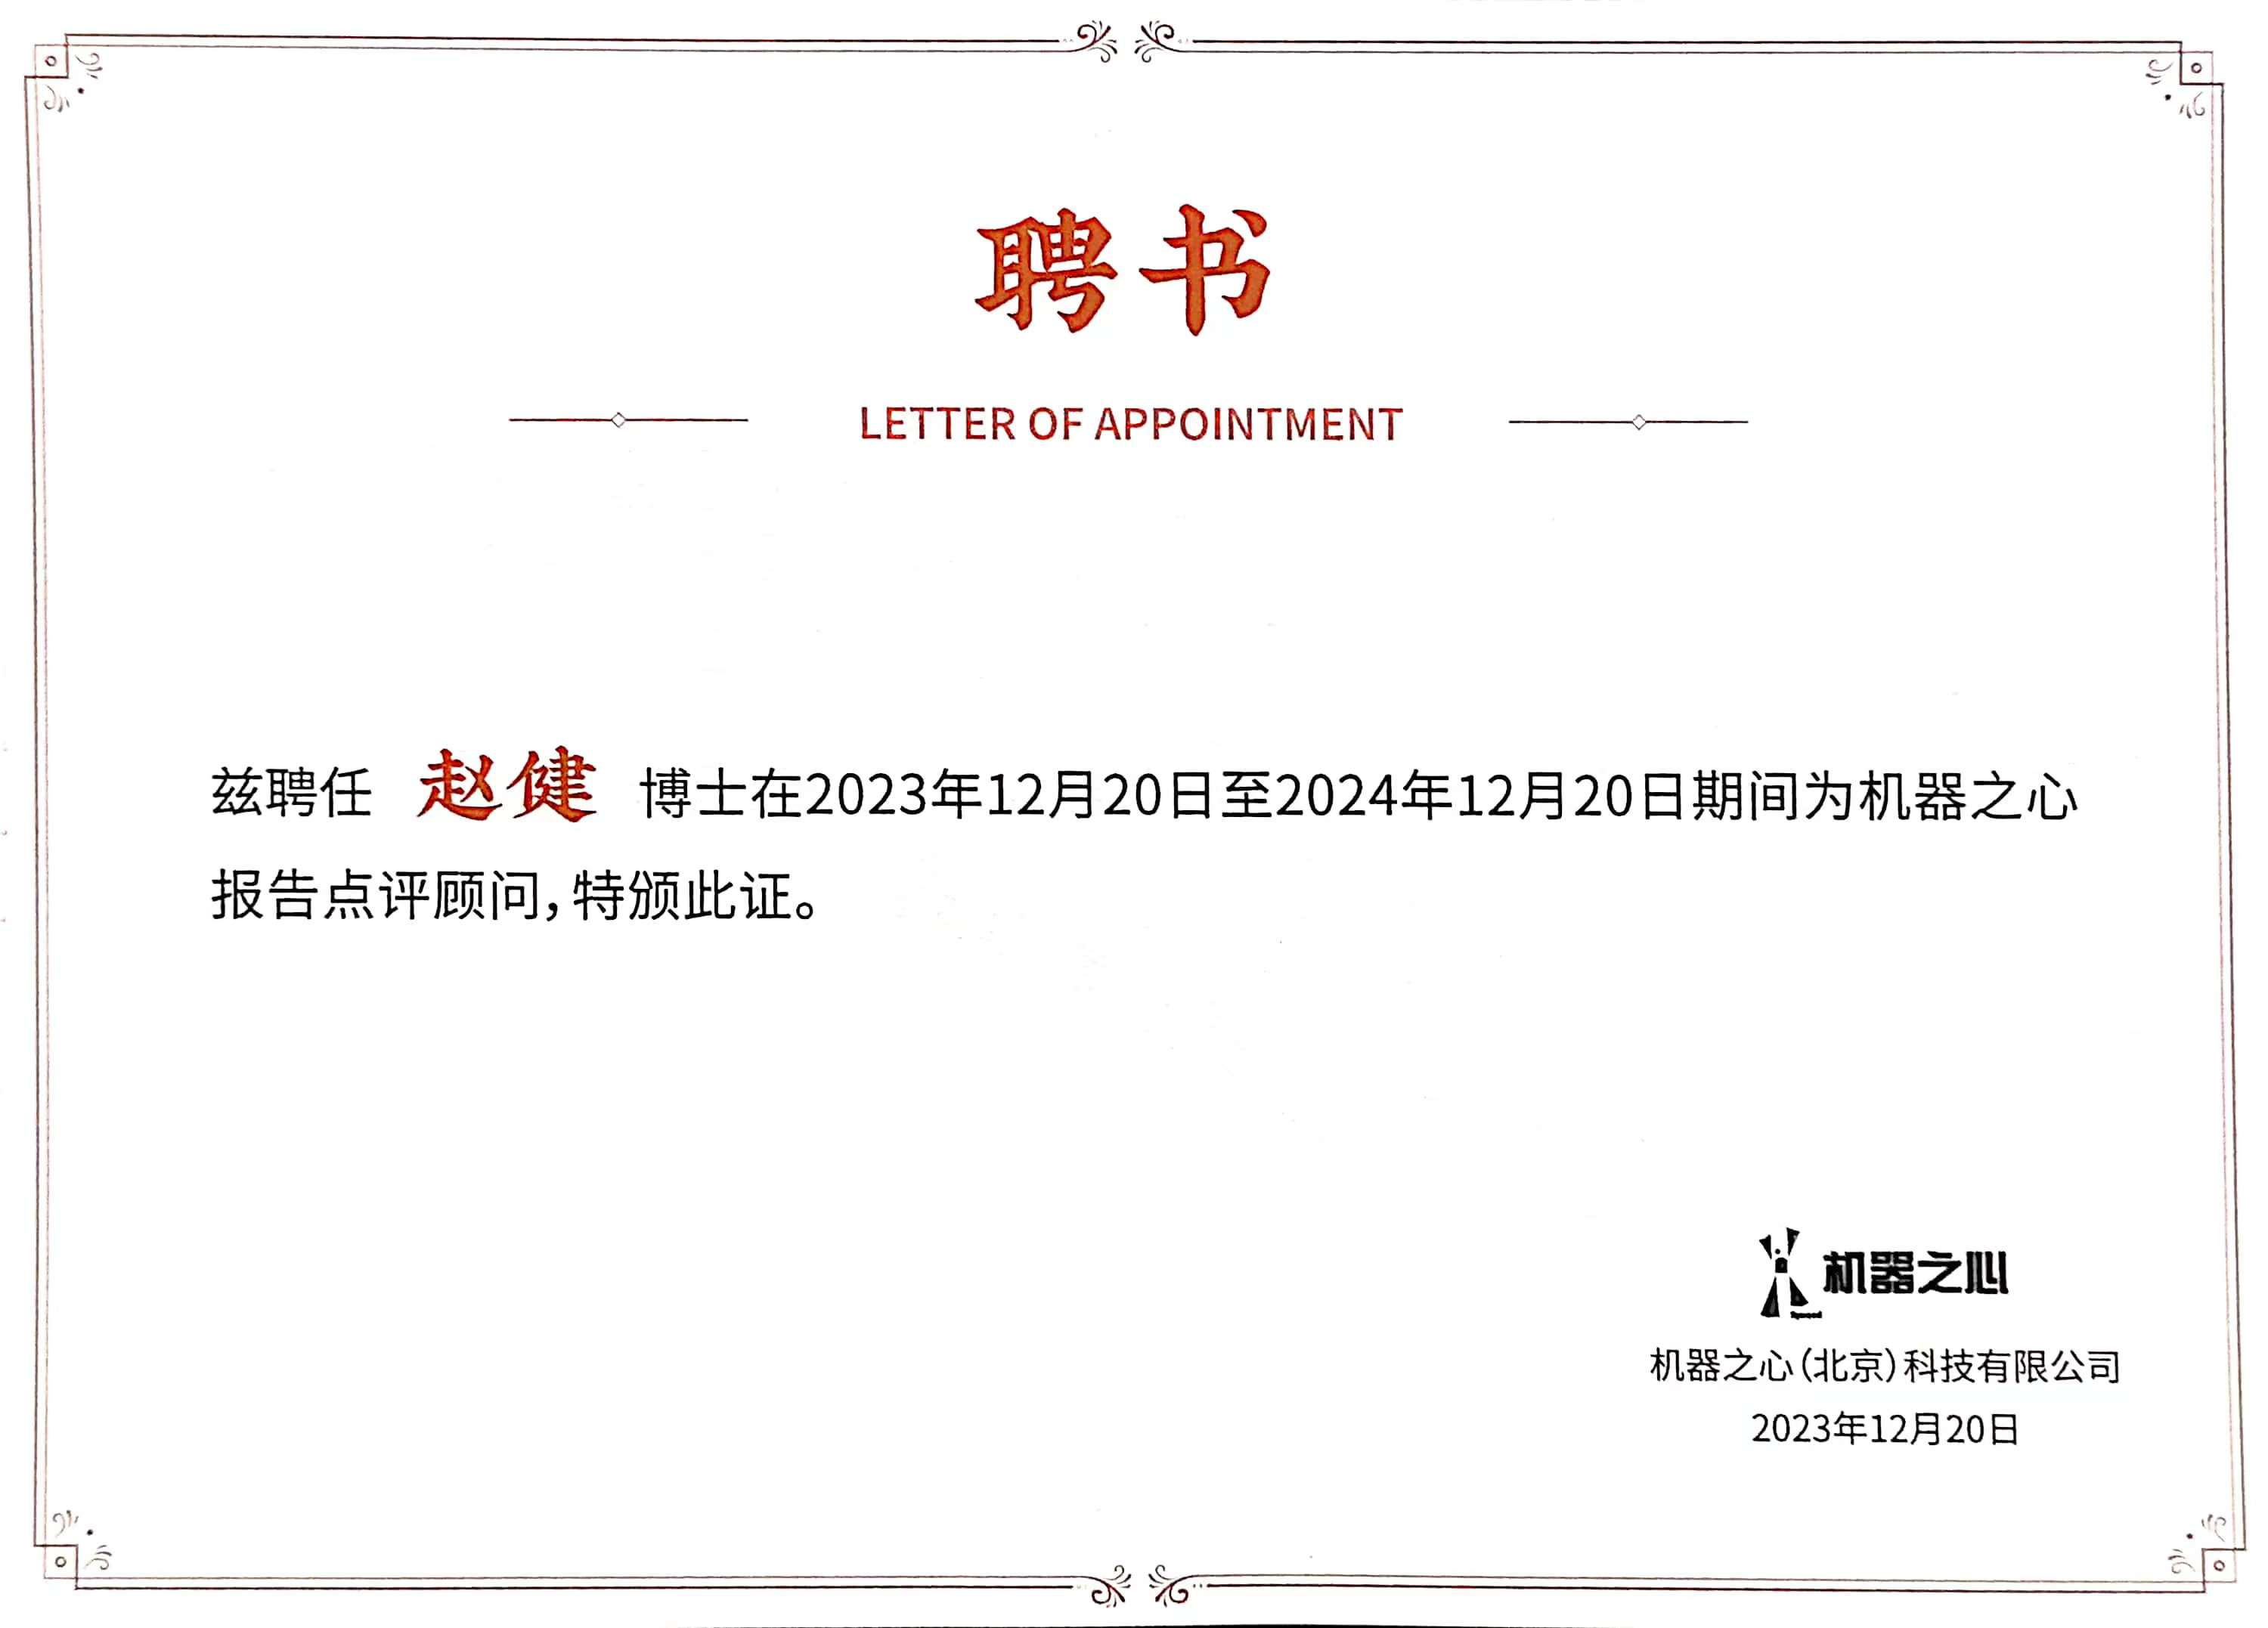 聘书
LETTER OF APPOINTMENT
兹聘任 赵健 博士在2023年12月20日至2024年12月20日期间为机器之心
报告点评顾问，特颁此证。
机器之心
机器之心（北京）科技有限公司
2023年12月20日